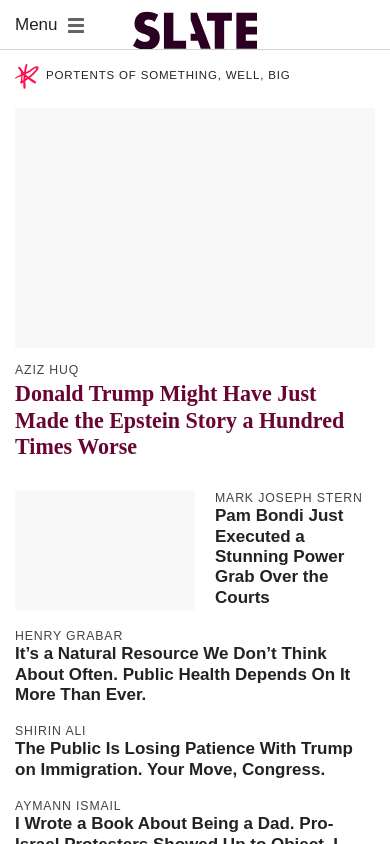 Menu
SLATE
PORTENTS OF SOMETHING, WELL, BIG
AZIZ HUQ
Donald Trump Might Have Just
Made the Epstein Story a Hundred
Times Worse
MARK JOSEPH STERN
Pam Bondi Just
Executed a
Stunning Power
Grab Over the
Courts
HENRY GRABAR
It’s a Natural Resource We Don’t Think
About Often. Public Health Depends On It
More Than Ever.
SHIRIN ALI
The Public Is Losing Patience With Trump
on Immigration. Your Move, Congress.
AYMANN ISMAIL
I Wrote a Book About Being a Dad. Pro-
Israel Protesters Showed Up to Object. I